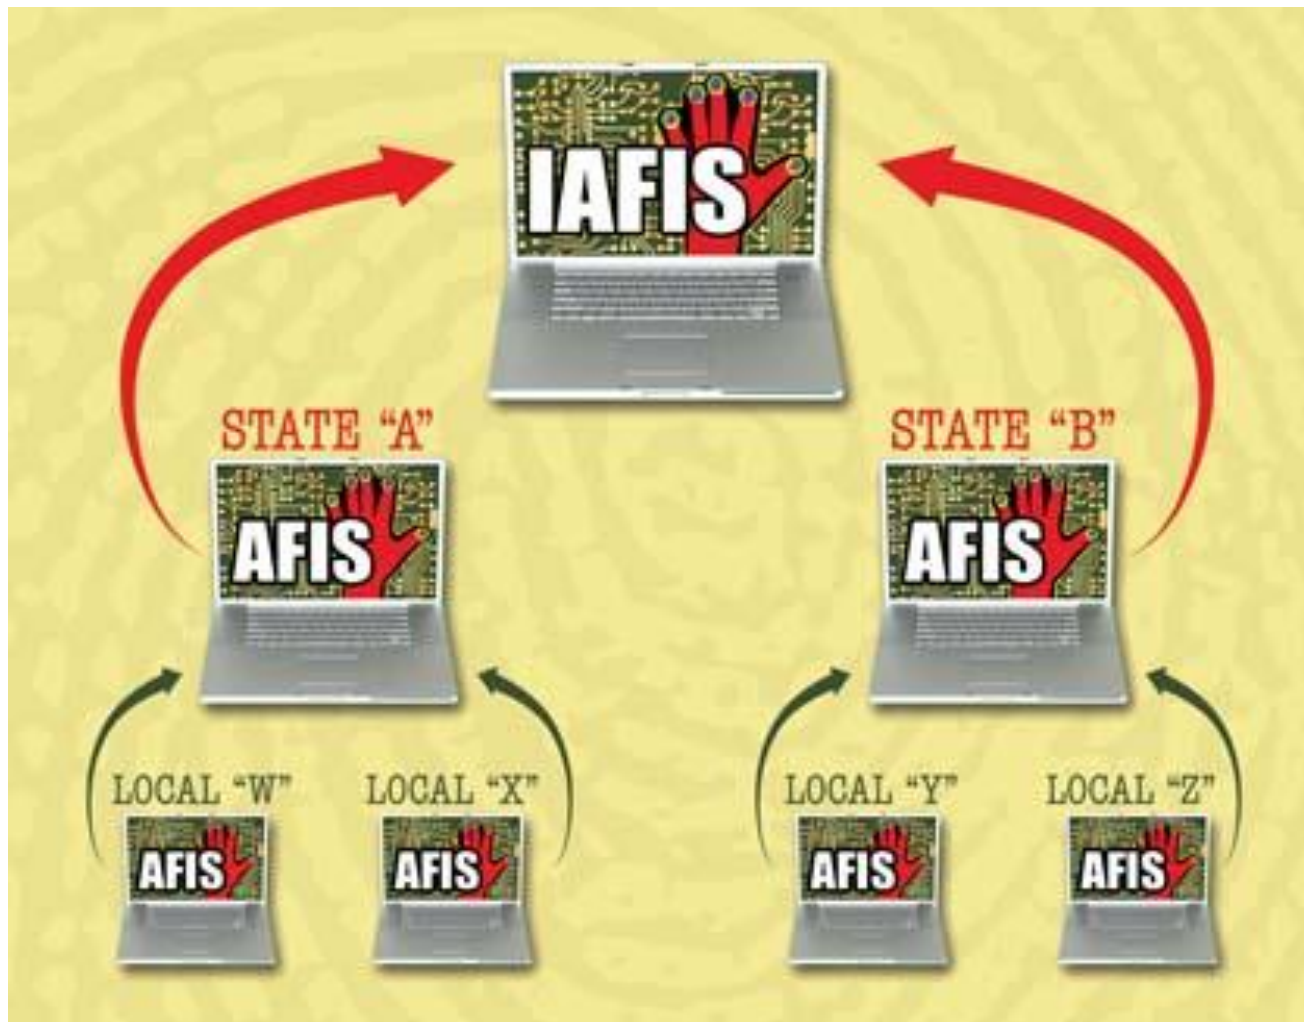 IAFIS
STATE “A”
STATE “B”
AFIS
AFIS
LOCAL “W”
LOCAL “X”
LOCAL “Y”
LOCAL “Z”
AFIS
AFIS
AFIS
AFIS